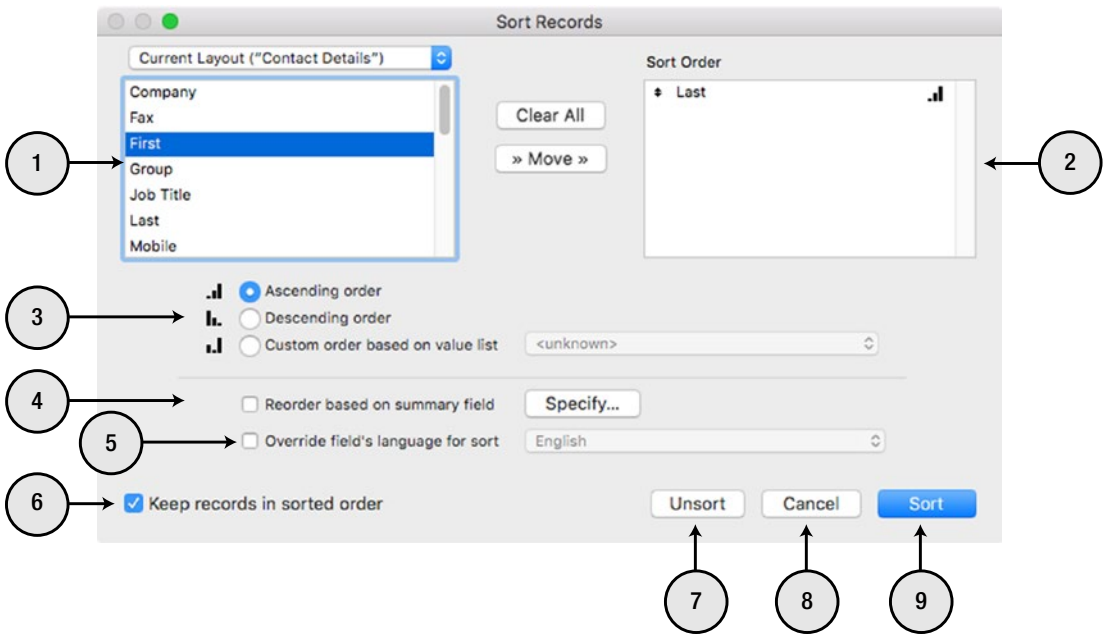 Sort Records
Current Layout ("Contact Details")
Sort Order
Company
Fax
First
Group
Job Title
Last
Mobile
Clear All
» Move »
Last
1
2
3
Ascending order
Descending order
Custom order based on value list <unknown>
4
Reorder based on summary field Specify...
5
Override field's language for sort English
6
Keep records in sorted order
Unsort Cancel Sort
7 8 9